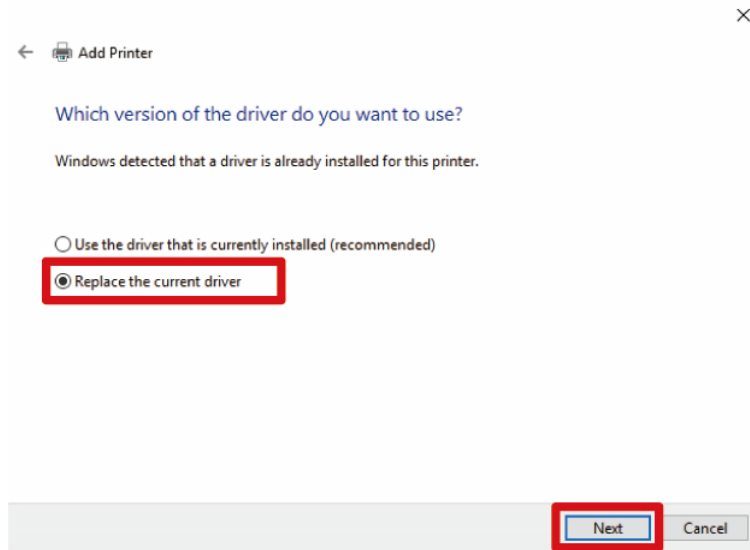 Add Printer
Which version of the driver do you want to use?
Windows detected that a driver is already installed for this printer.
Use the driver that is currently installed (recommended)
Replace the current driver
Next
Cancel